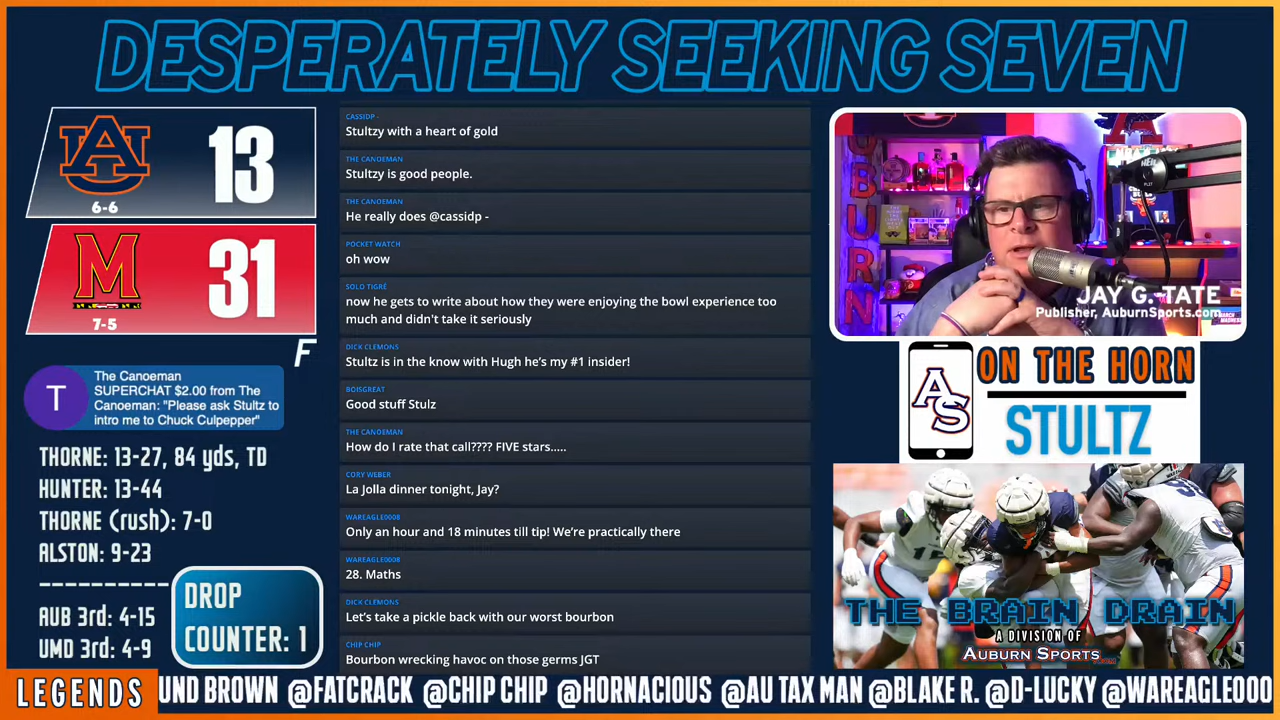 DESPERATELY SEEKING SEVEN
13
6-6
M
31
7-5
F
T
The Canoeman
SUPERCHAT $2.00 from The
Canoeman: "Please ask Stultz to
intro me to Chuck Culpepper"
THORNE: 13-27, 84 yds, TD
HUNTER: 13-44
THORNE (rush): 7-0
ALSTON: 9-23
----------
AUB 3rd: 4-15
UMD 3rd: 4-9
DROP
COUNTER: 1
CASSIDP -
Stultzy with a heart of gold
THE CANOEMAN
Stultzy is good people.
THE CANOEMAN
He really does @cassidp -
POCKET WATCH
oh wow
SOLO TIGRÉ
now he gets to write about how they were enjoying the bowl experience too
much and didn't take it seriously
DICK CLEMONS
Stultz is in the know with Hugh he's my #1 insider!
BOISGREAT
Good stuff Stulz
THE CANOEMAN
How do I rate that call???? FIVE stars.....
CORY WEBER
La Jolla dinner tonight, Jay?
WAREAGLE0008
Only an hour and 18 minutes till tip! We're practically there
WAREAGLE0008
28. Maths
DICK CLEMONS
Let's take a pickle back with our worst bourbon
CHIP CHIP
Bourbon wrecking havoc on those germs JGT
JAY G. TATE
Publisher, AuburnSports.com
AS
ON THE HORN
STULTZ
THE BRAIN DRAIN
A DIVISION OF
AUBURN SPORTS
LEGENDS
UND BROWN @FATCRACK @CHIP CHIP @HORNACIOUS @AU TAX MAN @BLAKE R. @D-LUCKY @WAREAGLE000